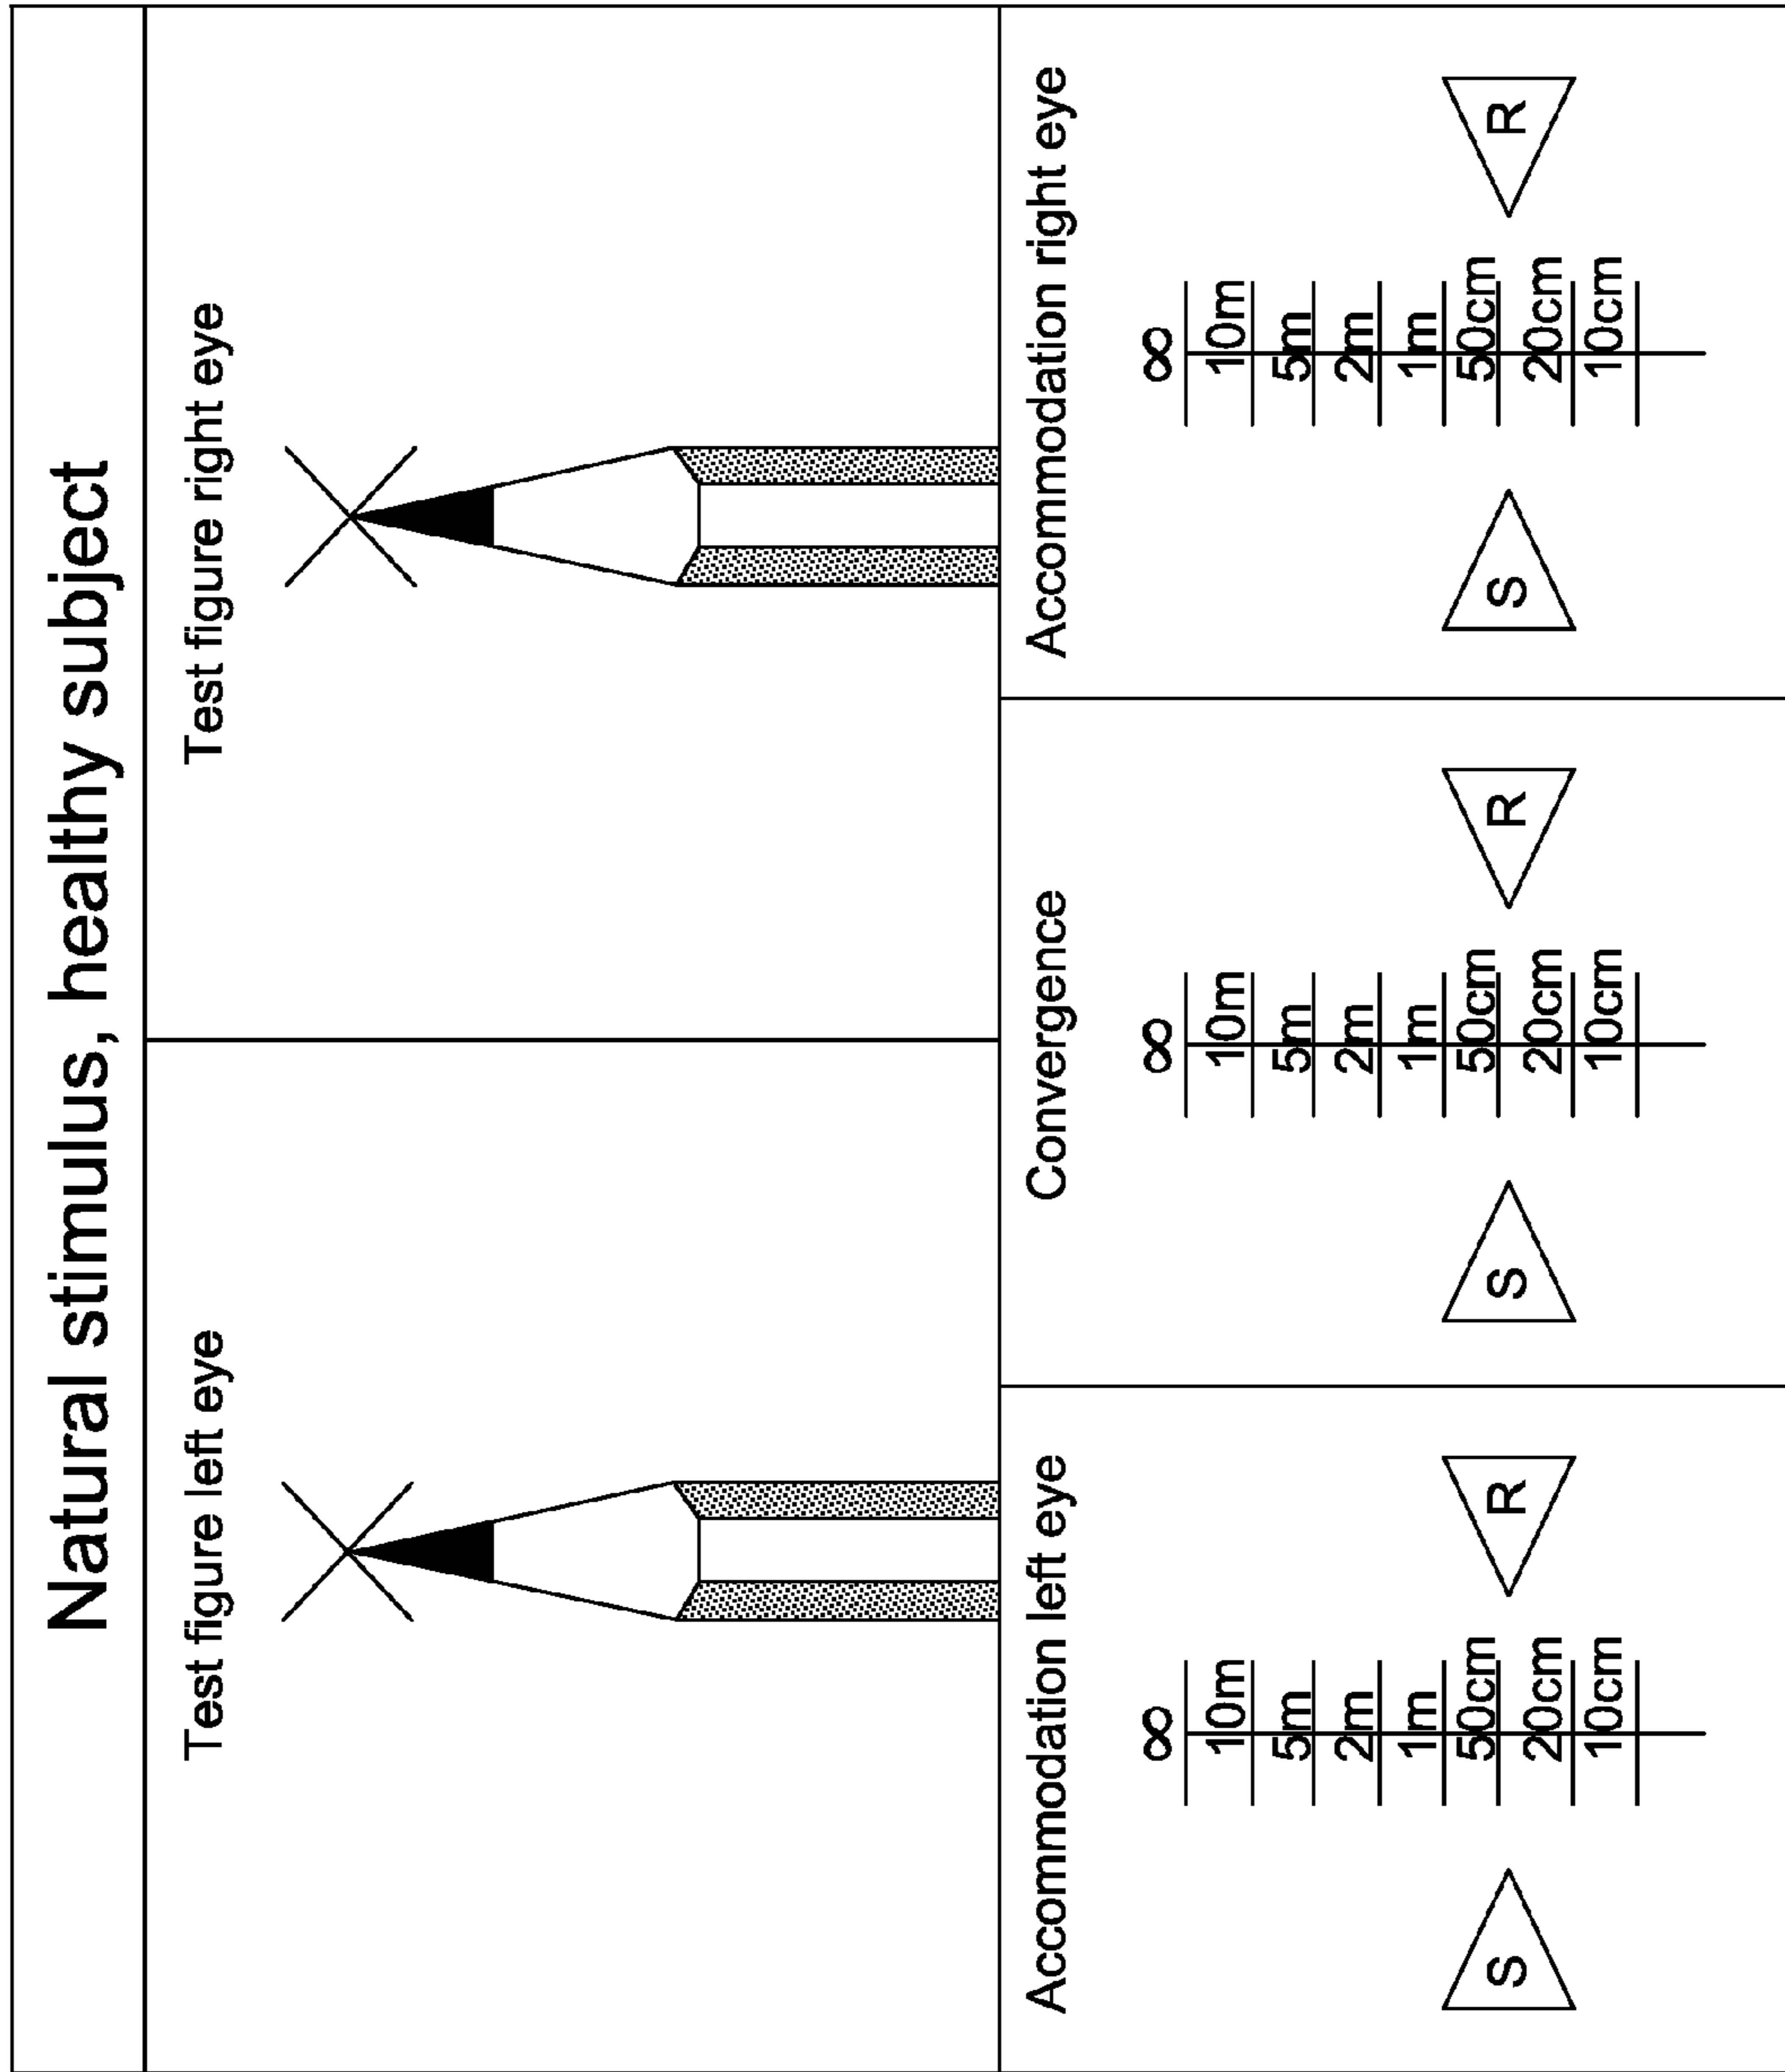 Natural stimulus, healthy subject
Test figure left eye
Test figure right eye
Accommodation left eye
∞
10m
5m
2m
1m
50cm
20cm
10cm
S
R
Convergence
∞
10m
5m
2m
1m
50cm
20cm
10cm
S
R
Accommodation right eye
∞
10m
5m
2m
1m
50cm
20cm
10cm
S
R